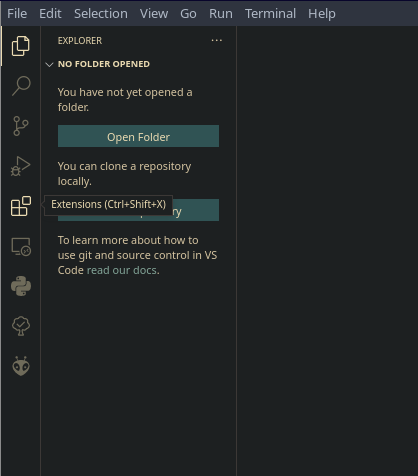 File Edit Selection View Go Run Terminal Help
EXPLORER
NO FOLDER OPENED
You have not yet opened a
folder.
Open Folder
You can clone a repository
locally.
Extensions (Ctrl+Shift+X)
To learn more about how to
use git and source control in VS
Code read our docs.